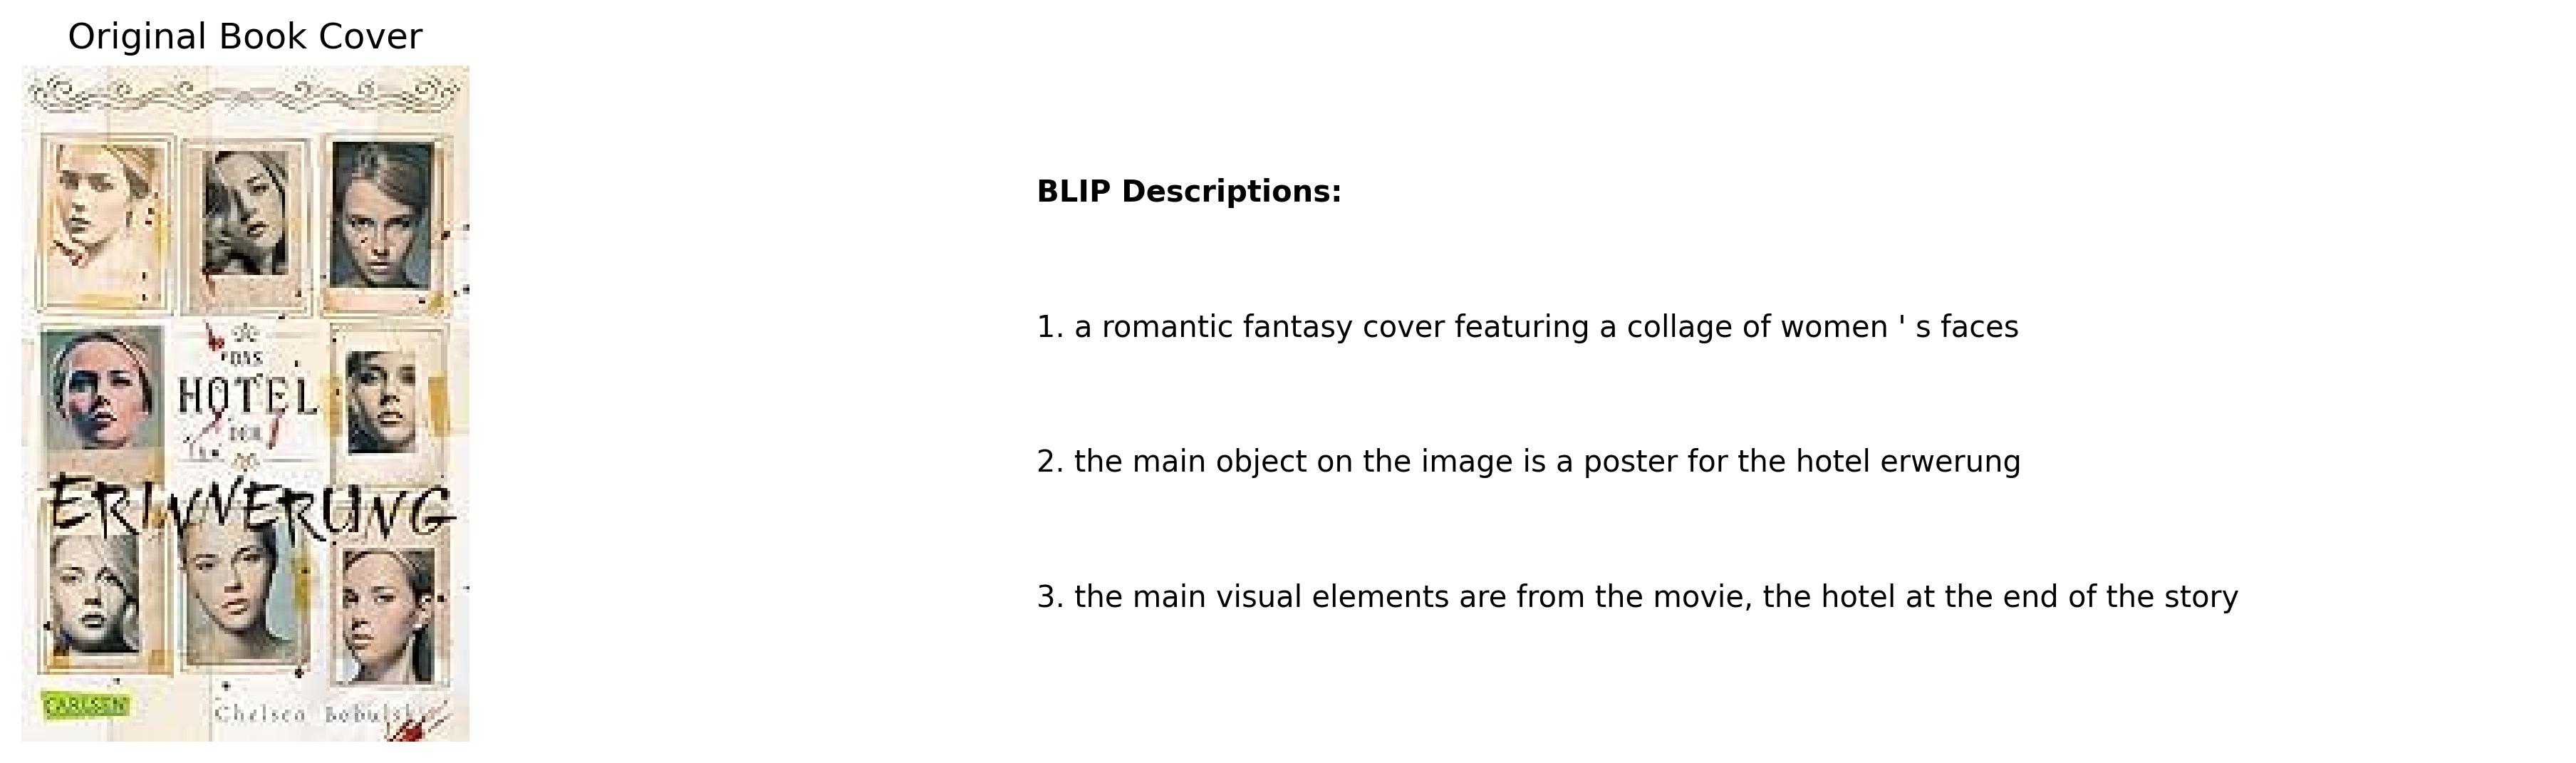 Original Book Cover
DAS
HOTEL
DER
ERINNERUNG
CARLSEN
Chelsea Bobulski
BLIP Descriptions:
1. a romantic fantasy cover featuring a collage of women ' s faces
2. the main object on the image is a poster for the hotel erwerung
3. the main visual elements are from the movie, the hotel at the end of the story